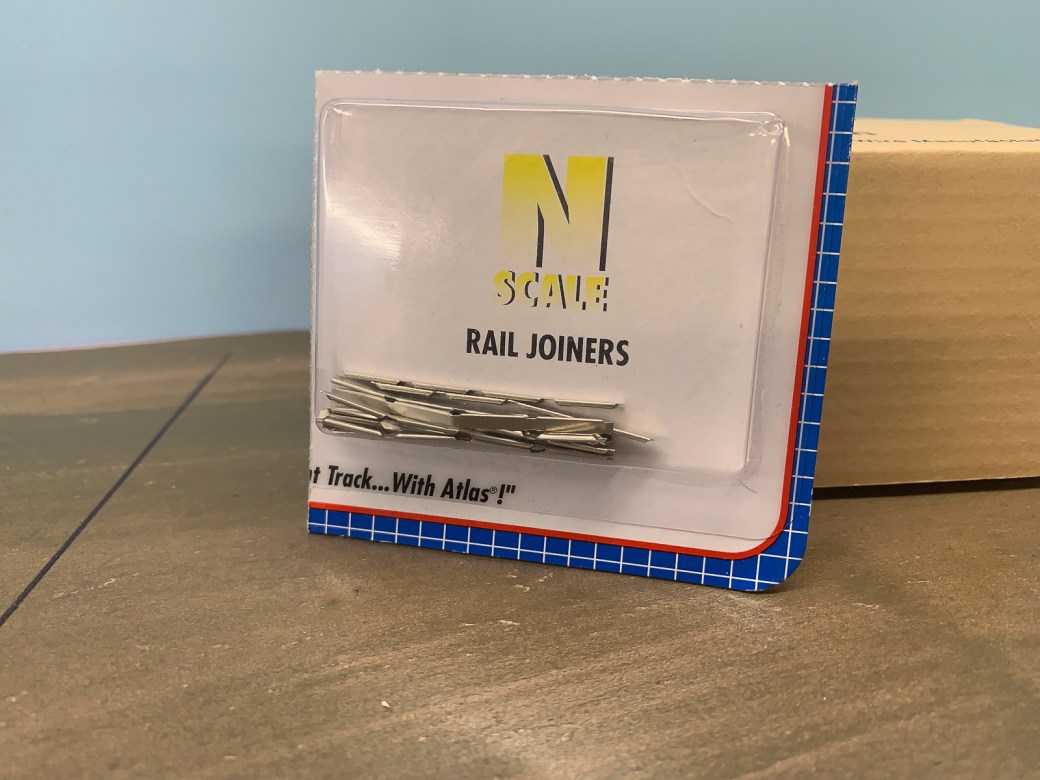 N
SCALE
RAIL JOINERS
Track...With Atlas®!"